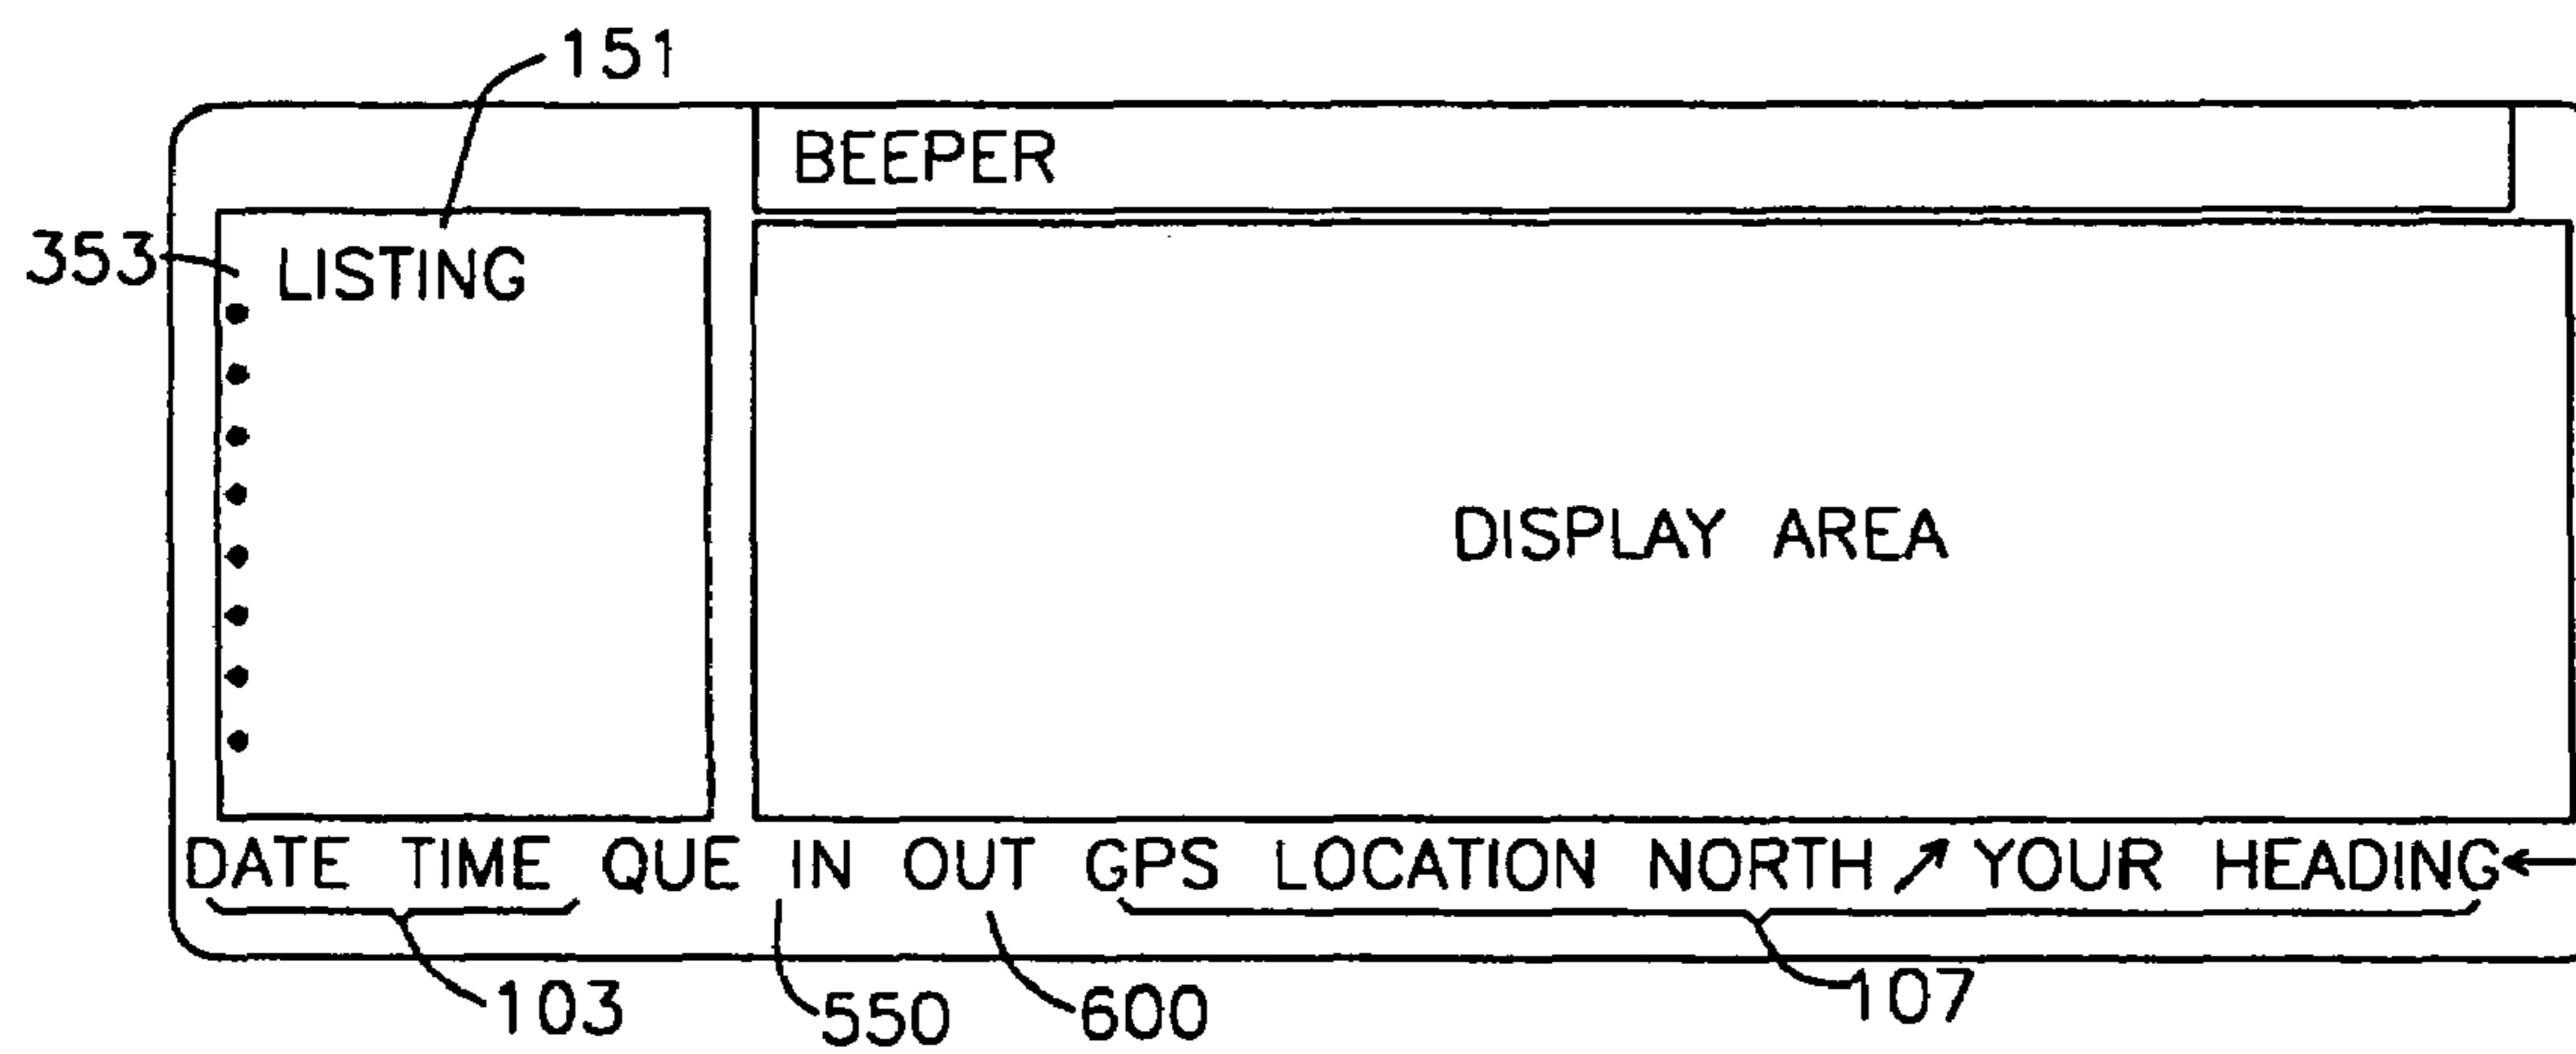 151
BEEPER
353 LISTING
DISPLAY AREA
DATE TIME QUE IN OUT GPS LOCATION NORTH ↗ YOUR HEADING ←
103 550 600 107